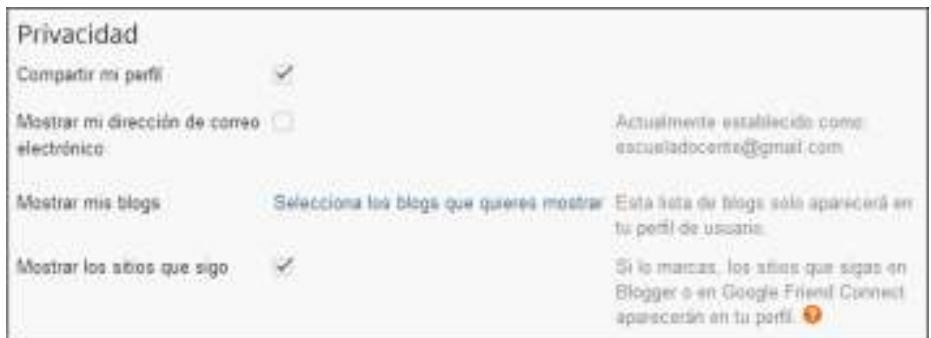 Privacidad
Compartir mi perfil
Mostrar mi dirección de correo
electrónico
Actualmente establecido como:
escueladocente@gmail.com
Mostrar mis blogs
Selecciona los blogs que quieres mostrar
Esta lista de blogs solo aparecerá en
tu perfil de usuario.
Mostrar los sitios que sigo
Si lo marcas, los sitios que sigas en
Blogger o en Google Friend Connect
aparecerán en tu perfil. ?